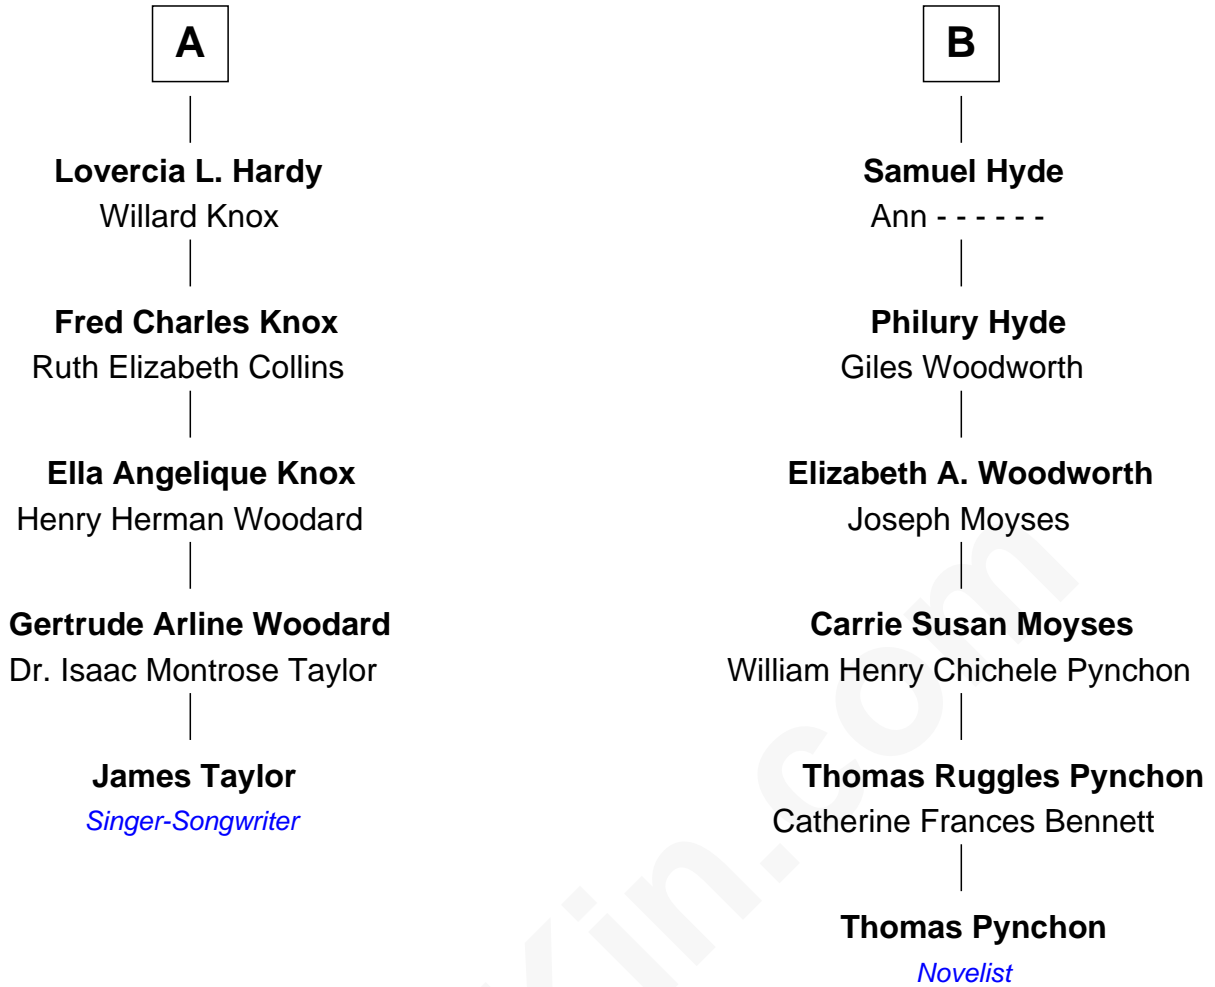 A
Lovercia L. Hardy
Willard Knox
Fred Charles Knox
Ruth Elizabeth Collins
Ella Angelique Knox
Henry Herman Woodard
Gertrude Arline Woodard
Dr. Isaac Montrose Taylor
James Taylor
Singer-Songwriter
B
Samuel Hyde
Ann - - - - - -
Philury Hyde
Giles Woodworth
Elizabeth A. Woodworth
Joseph Moyses
Carrie Susan Moyses
William Henry Chichele Pynchon
Thomas Ruggles Pynchon
Catherine Frances Bennett
Thomas Pynchon
Novelist
Kin.com